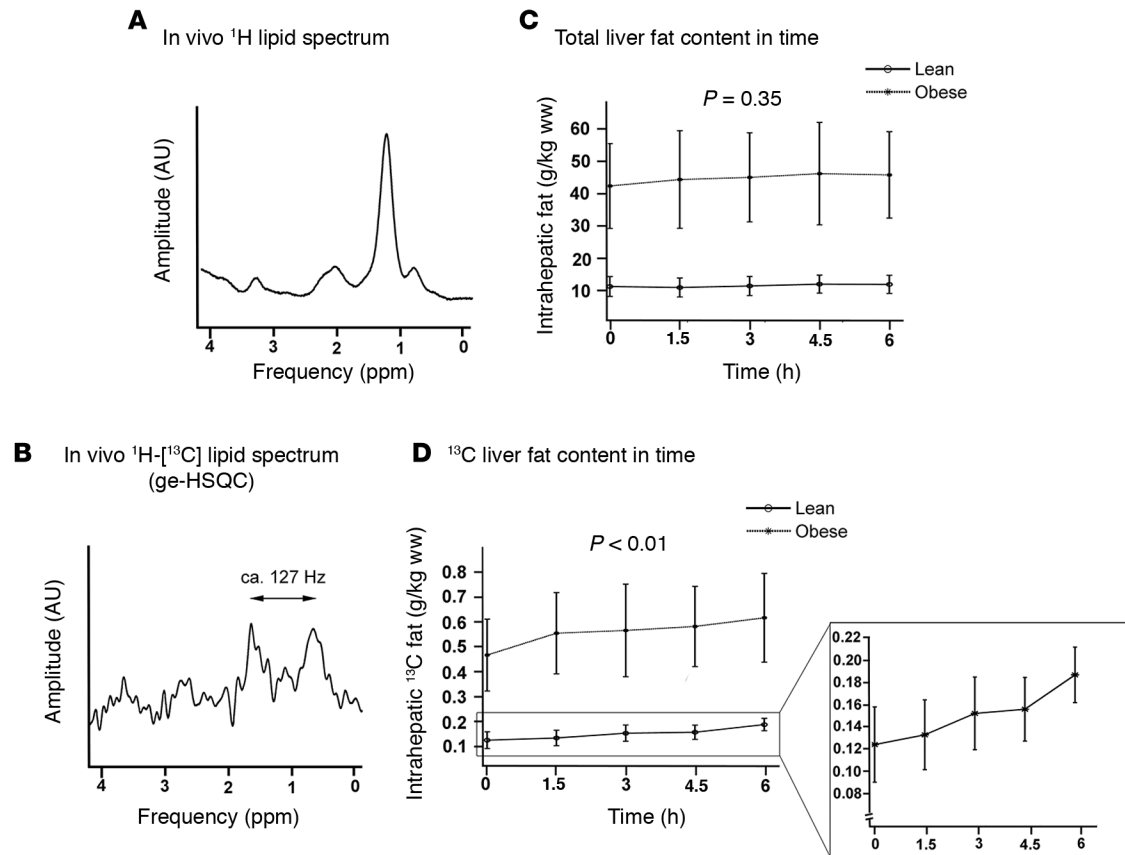 A
In vivo ¹H lipid spectrum
Amplitude (AU)
4 3 2 1 0
Frequency (ppm)
C
Total liver fat content in time
Lean
Obese
P = 0.35
Intrahepatic fat (g/kg ww)
60
50
40
30
20
10
0 1.5 3 4.5 6
Time (h)
B
In vivo ¹H-[¹³C] lipid spectrum
(ge-HSQC)
ca. 127 Hz
Amplitude (AU)
4 3 2 1 0
Frequency (ppm)
D
¹³C liver fat content in time
Lean
Obese
P < 0.01
Intrahepatic ¹³C fat (g/kg ww)
0.8
0.7
0.6
0.5
0.4
0.3
0.2
0.1
0 1.5 3 4.5 6
Time (h)
0.22
0.20
0.18
0.16
0.14
0.12
0.10
0.08
0 1.5 3 4.5 6